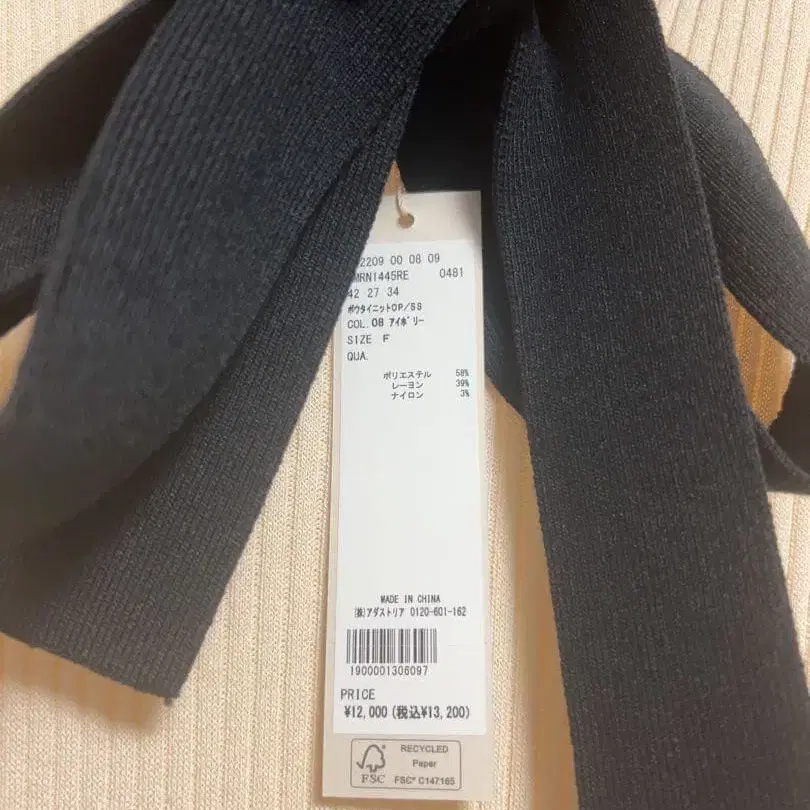 2209 00 08 09
MRN1445RE 0481
42 27 34
ボウタイニットOP/SS
COL.08 アイボリー
SIZE F
QUA.
ポリエステル 58%
レーヨン 39%
ナイロン 3%
MADE IN CHINA
(株)アダストリア 0120-601-162
1900001306097
PRICE
¥12,000 (税込¥13,200)
RECYCLED
Paper
FSC® C147165
FSC